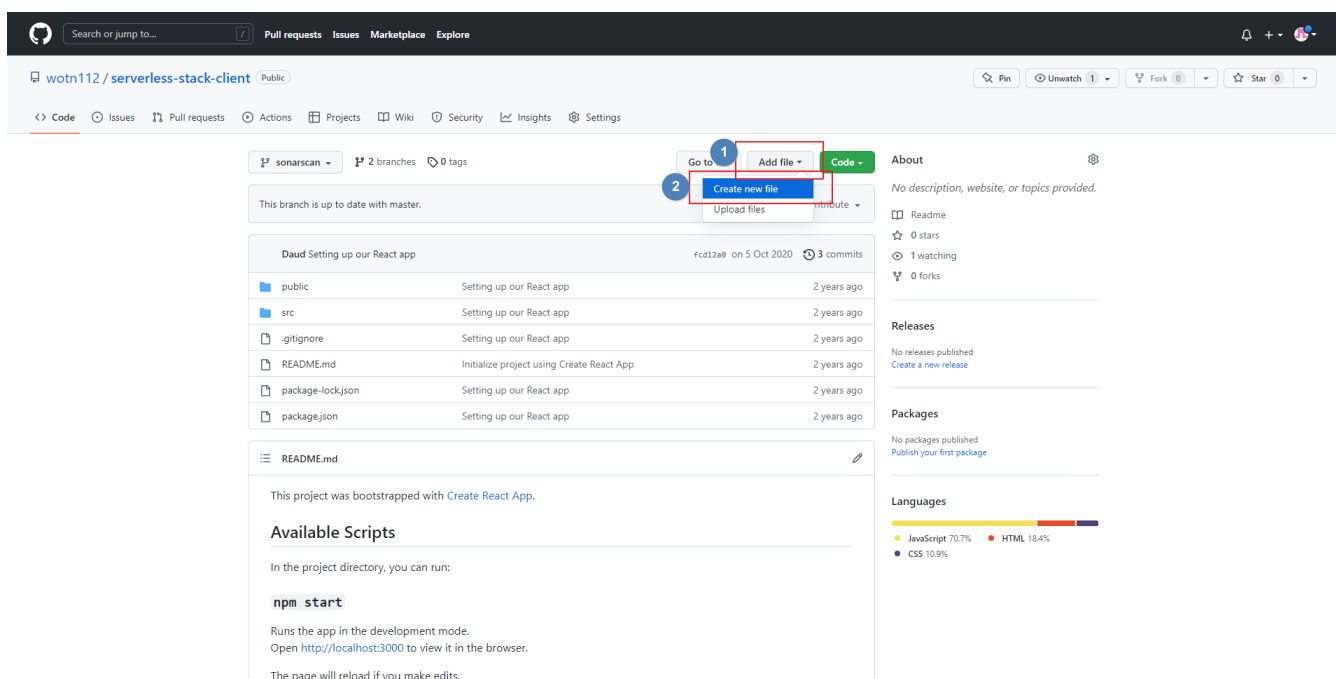 Search or jump to... /
Pull requests Issues Marketplace Explore
wotn112 / serverless-stack-client Public
Pin Unwatch 1 Fork 0 Star 0
Code Issues Pull requests Actions Projects Wiki Security Insights Settings
sonarscan 2 branches 0 tags
Go to 1 Add file Code
2 Create new file
Upload files
This branch is up to date with master.
Daud Setting up our React app fcd12a0 on 5 Oct 2020 3 commits
public Setting up our React app 2 years ago
src Setting up our React app 2 years ago
.gitignore Setting up our React app 2 years ago
README.md Initialize project using Create React App 2 years ago
package-lock.json Setting up our React app 2 years ago
package.json Setting up our React app 2 years ago
README.md
This project was bootstrapped with Create React App.
Available Scripts
In the project directory, you can run:
npm start
Runs the app in the development mode.
Open http://localhost:3000 to view it in the browser.
The page will reload if you make edits.
About
No description, website, or topics provided.
Readme
0 stars
1 watching
0 forks
Releases
No releases published
Create a new release
Packages
No packages published
Publish your first package
Languages
JavaScript 70.7% HTML 18.4%
CSS 10.9%